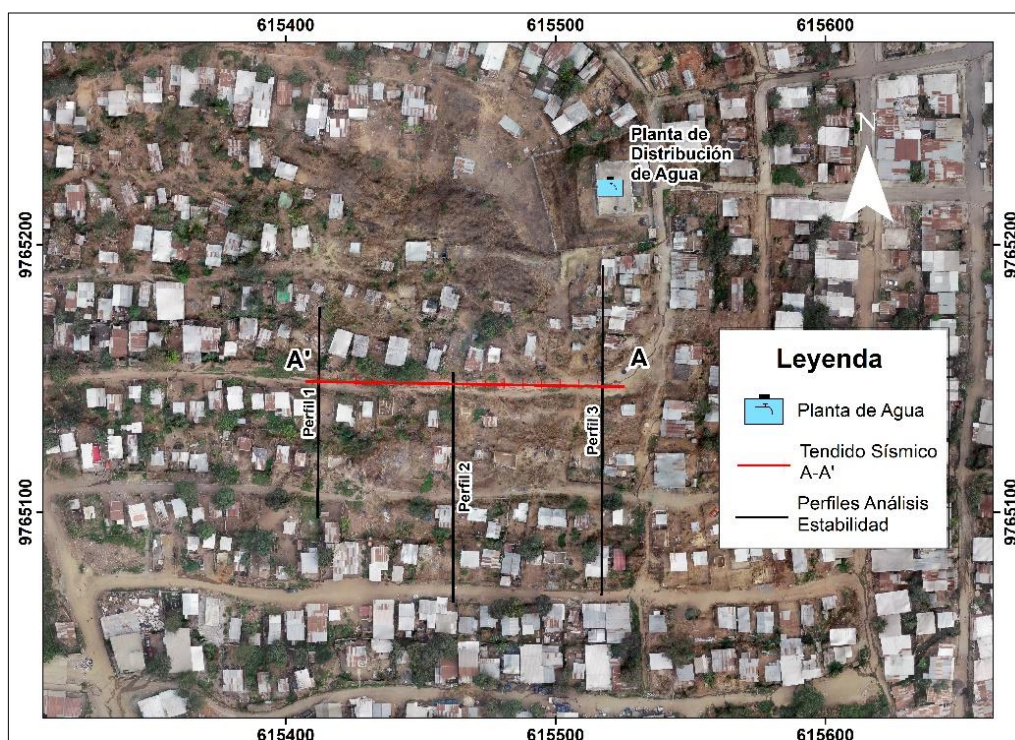 615400
615500
615600
9765200
9765200
N
Planta de
Distribución
de Agua
A'
A
Perfil 1
Perfil 2
Perfil 3
Leyenda
Planta de Agua
Tendido Sísmico
A-A'
Perfiles Análisis
Estabilidad
9765100
9765100
615400
615500
615600